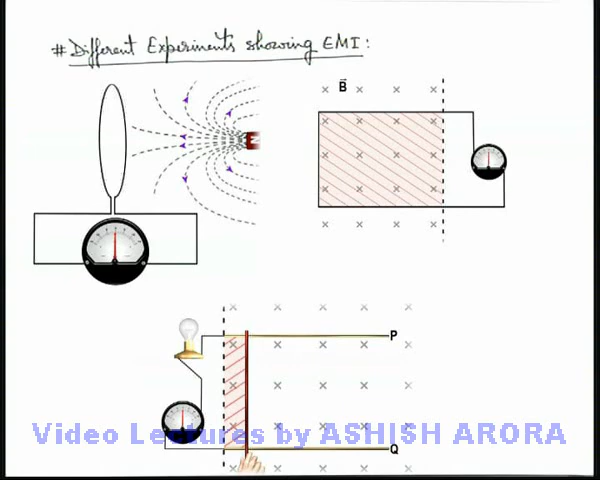 # Different Experiments showing EMI:
B
N
P
Q
Video Lectures by ASHISH ARORA